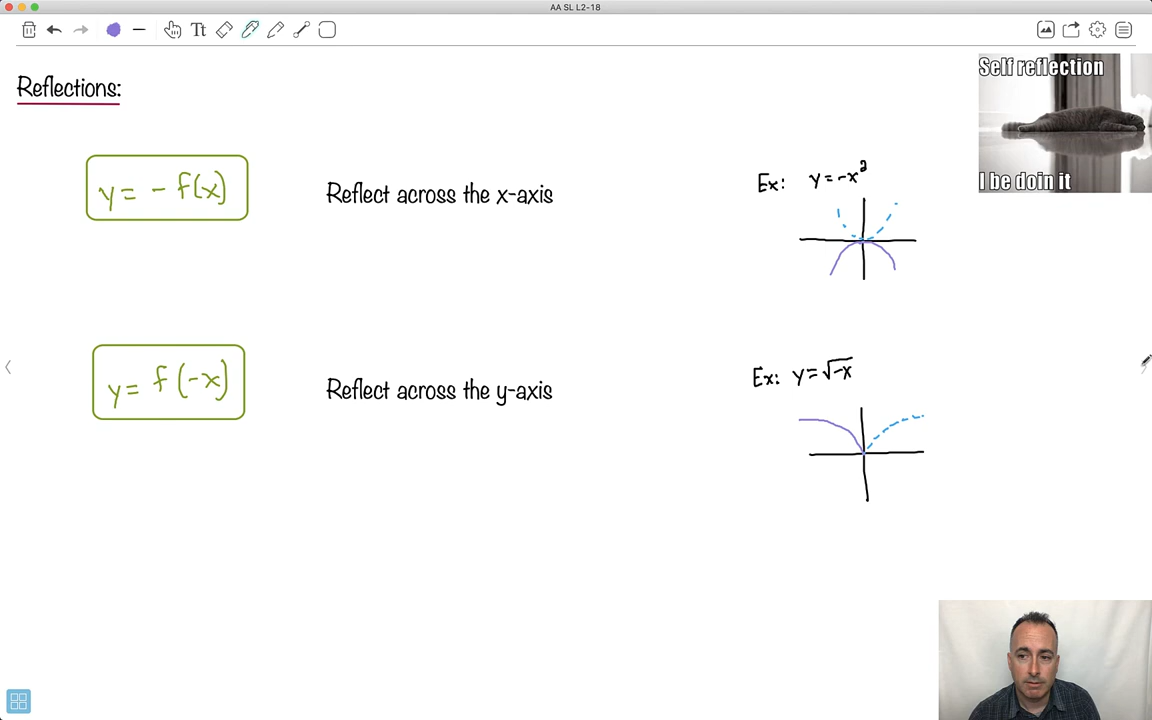 AA SL L2-18
Tt
Self reflection
I be doin it
Reflections:
y = - f(x)
Reflect across the x-axis
Ex: y = -x²
y = f(-x)
Reflect across the y-axis
Ex: y = √-x